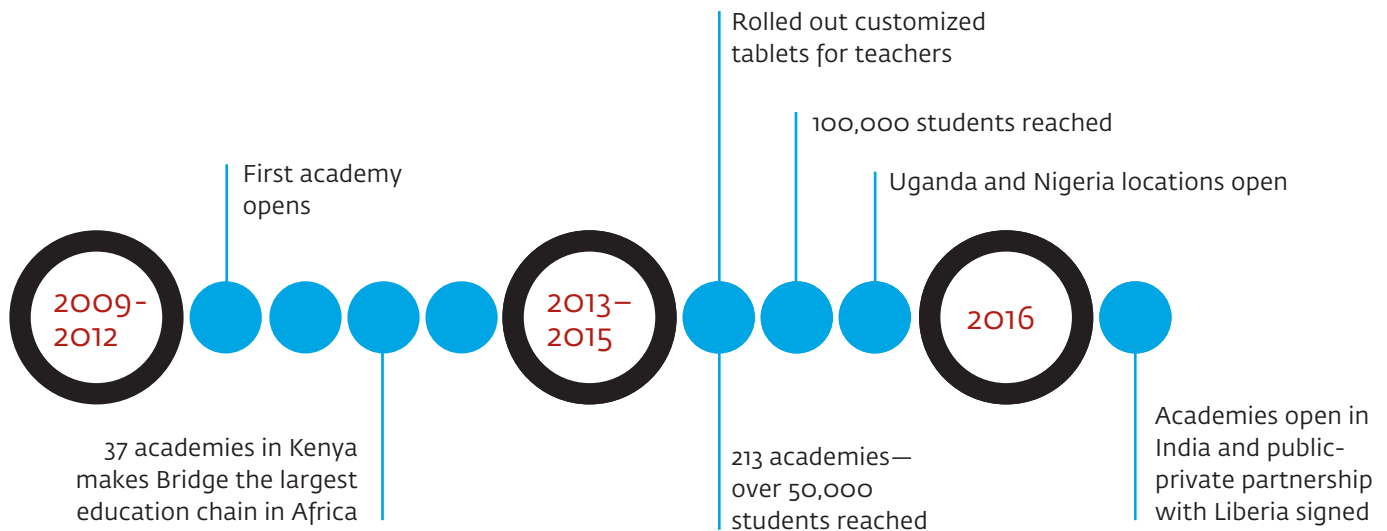 Rolled out customized
tablets for teachers
100,000 students reached
First academy
opens
Uganda and Nigeria locations open
2009-
2012
2013–
2015
2016
37 academies in Kenya
makes Bridge the largest
education chain in Africa
213 academies—
over 50,000
students reached
Academies open in
India and public-
private partnership
with Liberia signed